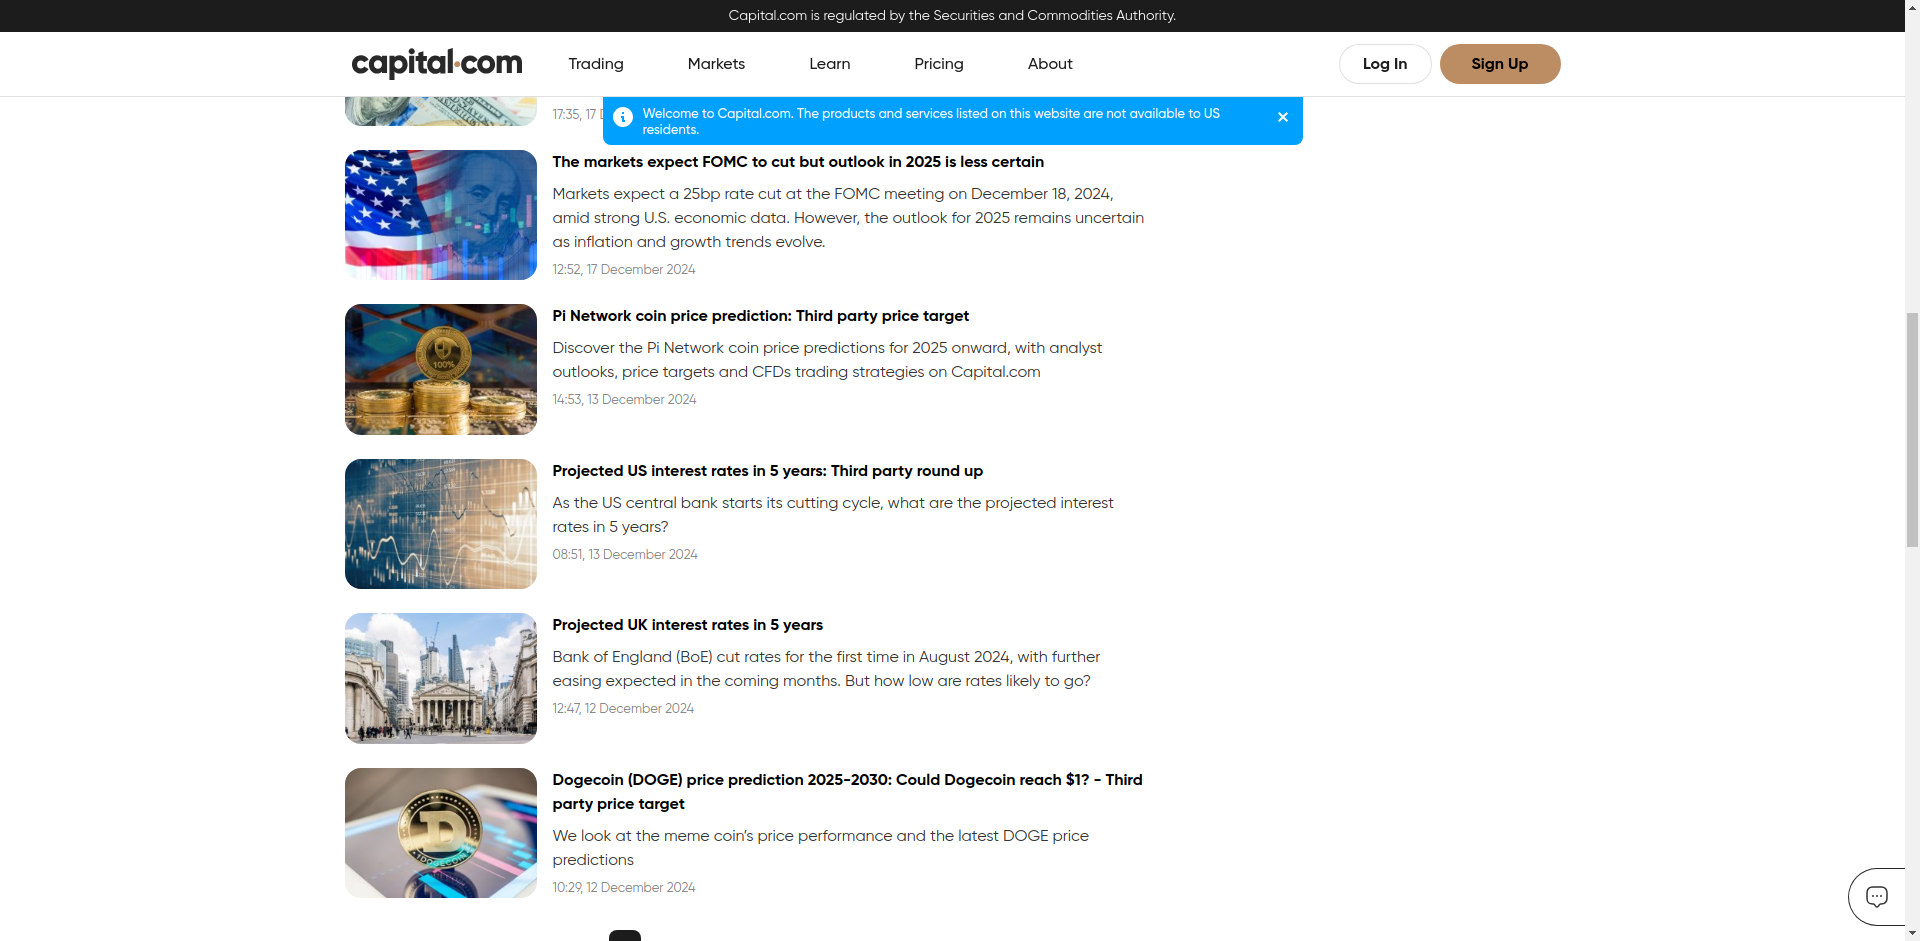 Capital.com is regulated by the Securities and Commodities Authority.
capital.com
Trading
Markets
Learn
Pricing
About
Log In
Sign Up
17:35, 17
Welcome to Capital.com. The products and services listed on this website are not available to US
residents.
The markets expect FOMC to cut but outlook in 2025 is less certain
Markets expect a 25bp rate cut at the FOMC meeting on December 18, 2024,
amid strong U.S. economic data. However, the outlook for 2025 remains uncertain
as inflation and growth trends evolve.
12:52, 17 December 2024
100%
Pi Network coin price prediction: Third party price target
Discover the Pi Network coin price predictions for 2025 onward, with analyst
outlooks, price targets and CFDs trading strategies on Capital.com
14:53, 13 December 2024
Projected US interest rates in 5 years: Third party round up
As the US central bank starts its cutting cycle, what are the projected interest
rates in 5 years?
08:51, 13 December 2024
Projected UK interest rates in 5 years
Bank of England (BoE) cut rates for the first time in August 2024, with further
easing expected in the coming months. But how low are rates likely to go?
12:47, 12 December 2024
DOGECOIN
Dogecoin (DOGE) price prediction 2025-2030: Could Dogecoin reach $1? - Third
party price target
We look at the meme coin’s price performance and the latest DOGE price
predictions
10:29, 12 December 2024